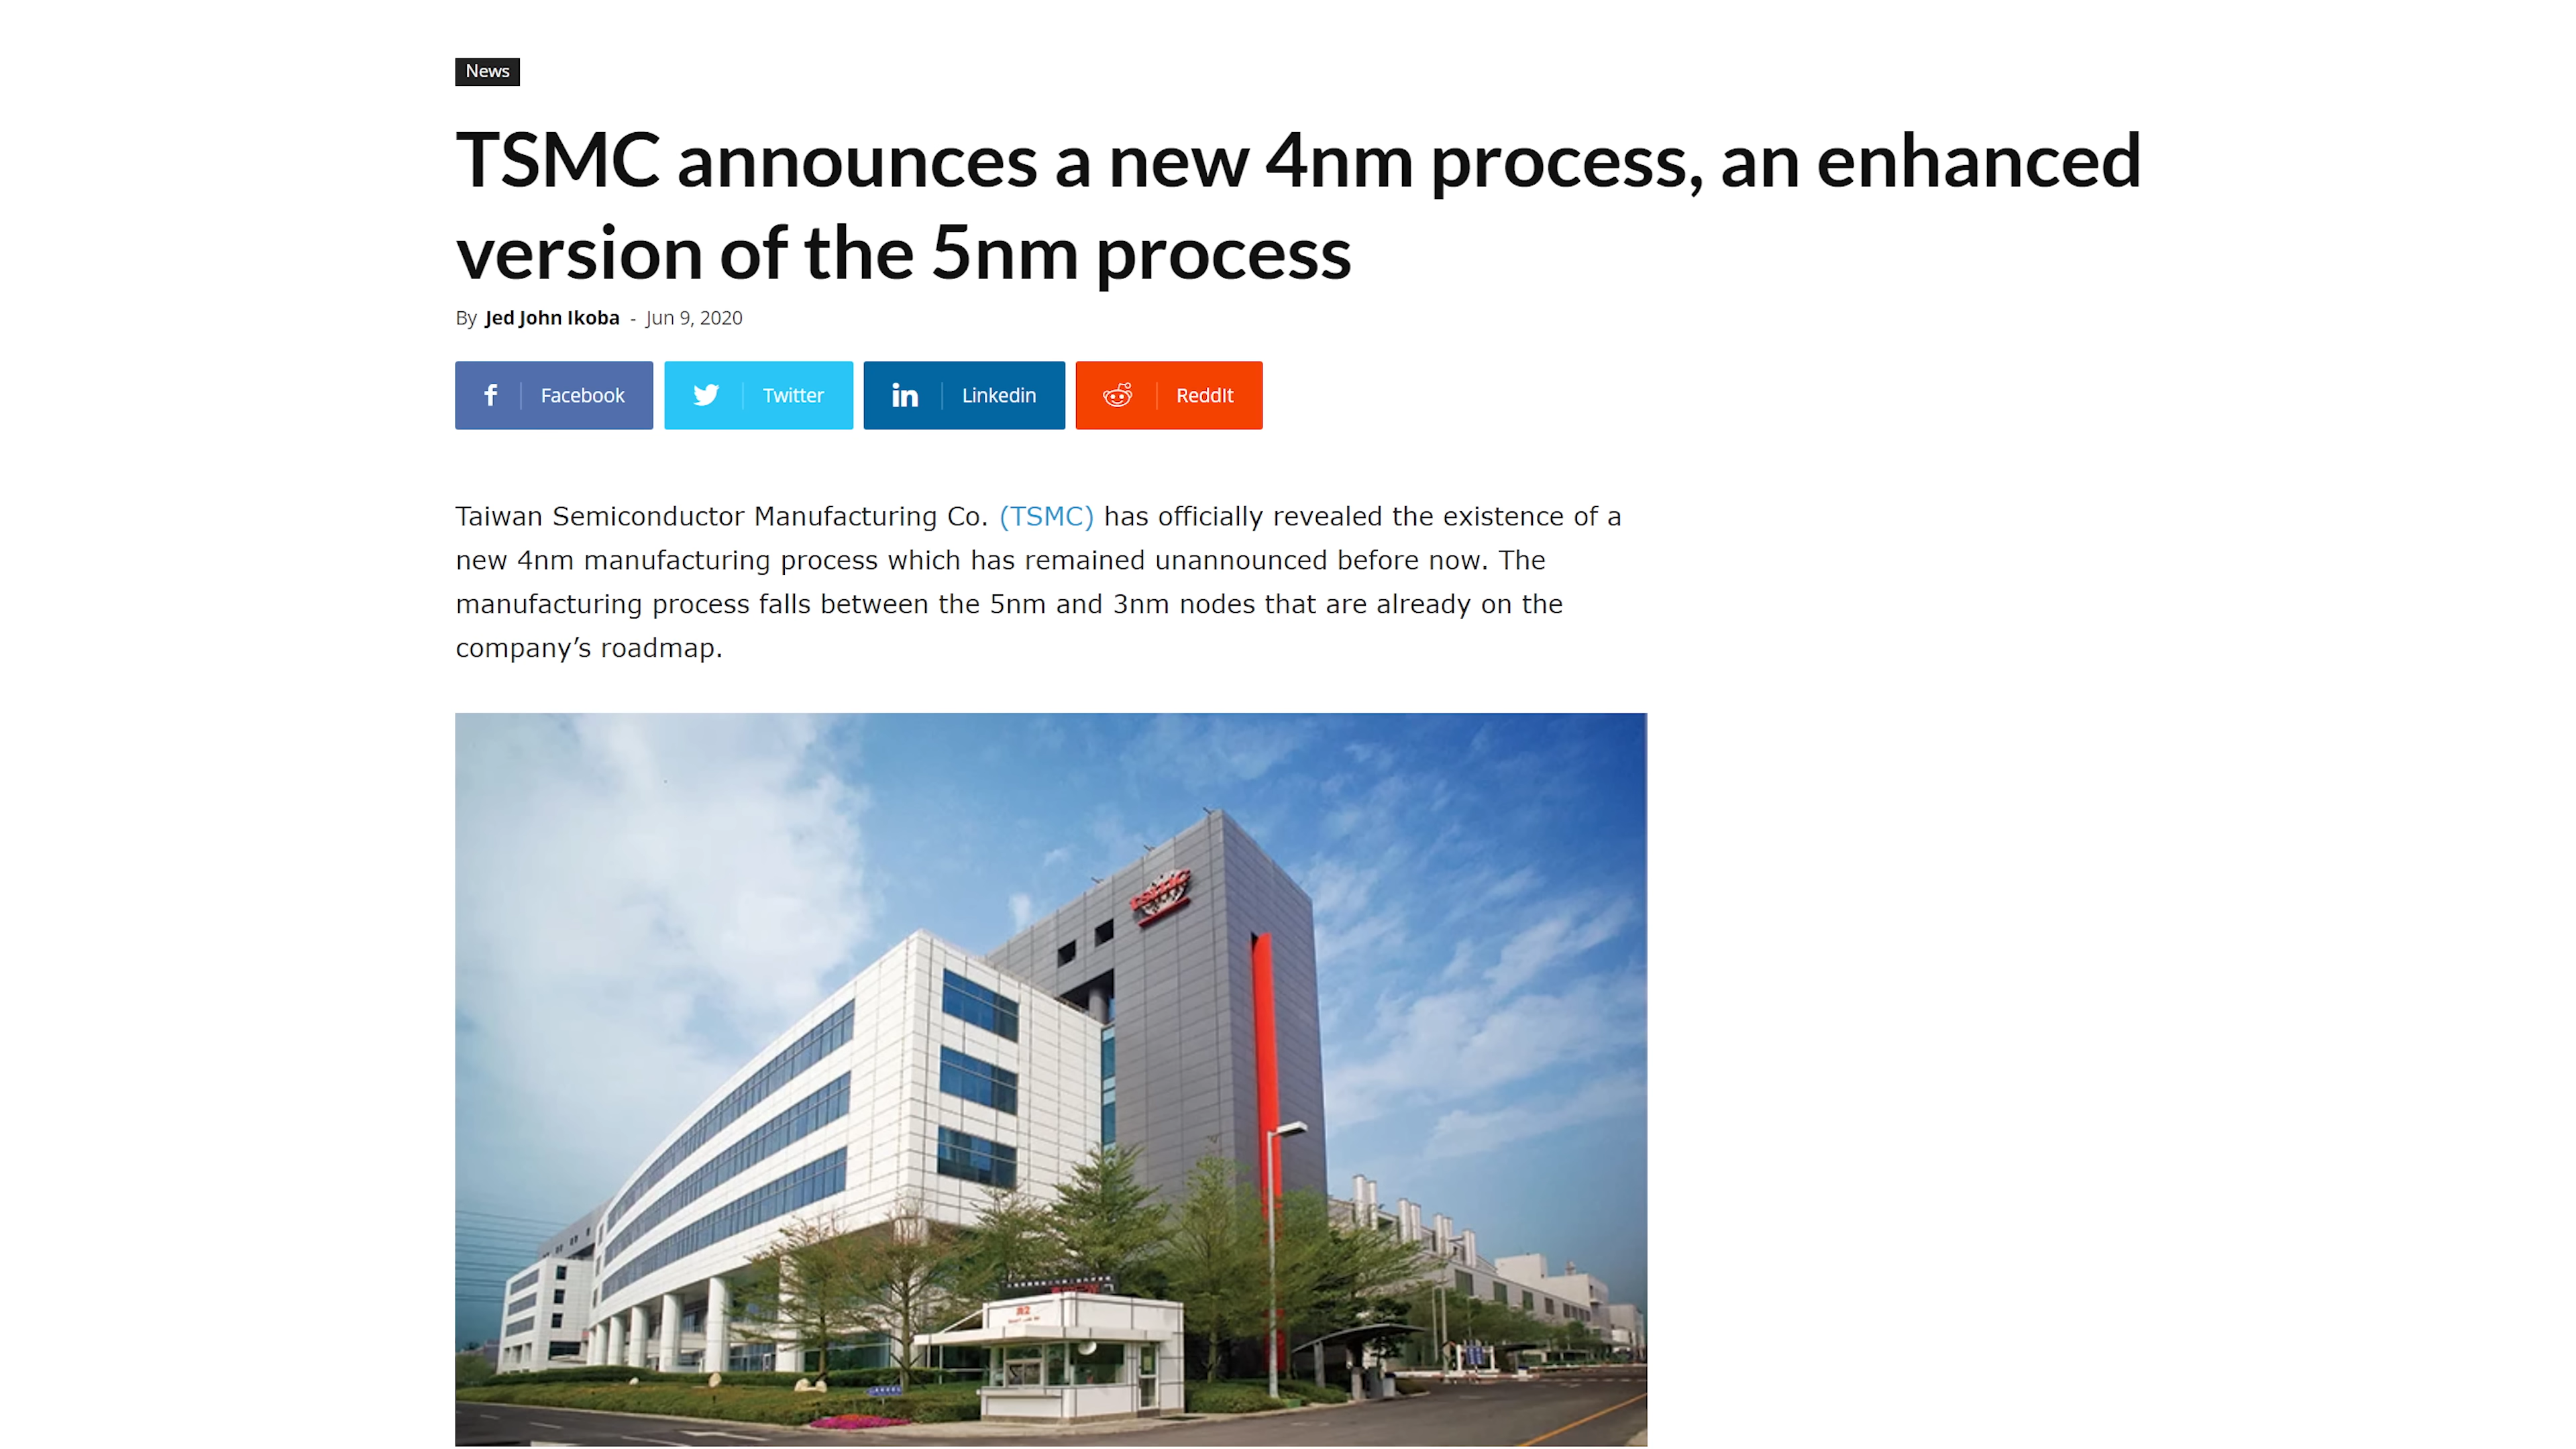 News
TSMC announces a new 4nm process, an enhanced
version of the 5nm process
By Jed John Ikoba - Jun 9, 2020
Facebook
Twitter
Linkedin
ReddIt
Taiwan Semiconductor Manufacturing Co. (TSMC) has officially revealed the existence of a
new 4nm manufacturing process which has remained unannounced before now. The
manufacturing process falls between the 5nm and 3nm nodes that are already on the
company’s roadmap.